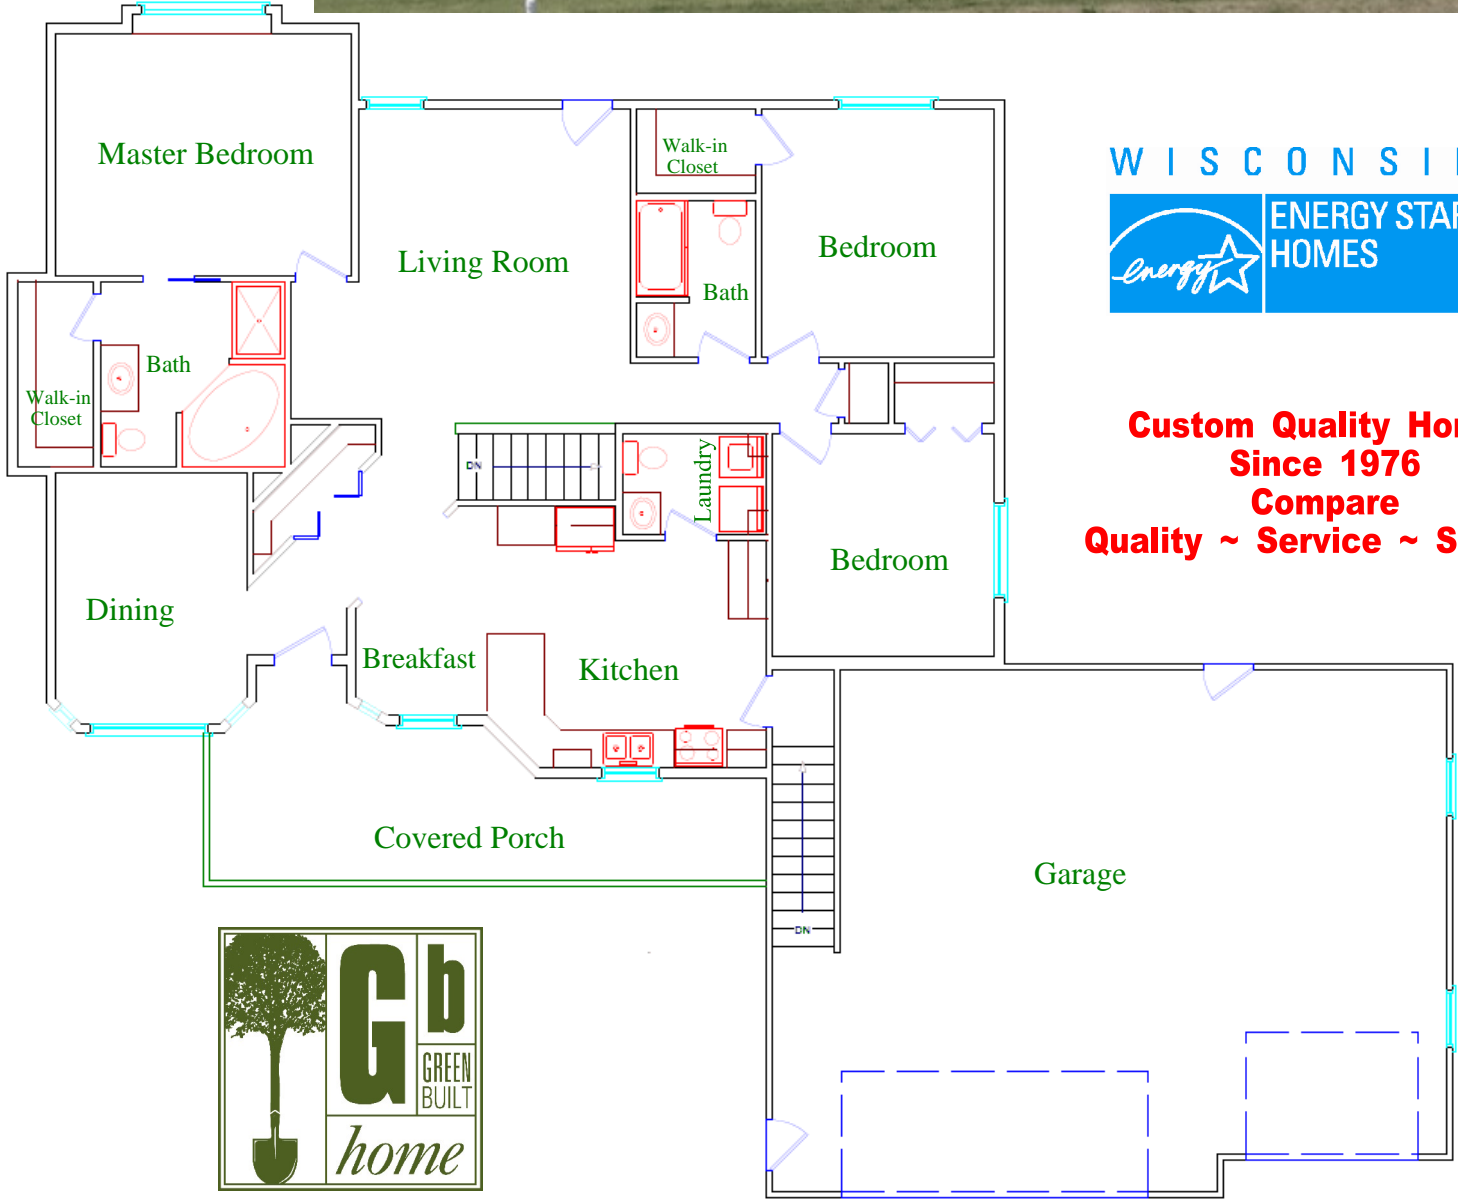 Master Bedroom
Walk-in
Closet
Living Room
Bedroom
Bath
Bath
Walk-in
Closet
DN
Laundry
Bedroom
Dining
Breakfast
Kitchen
Covered Porch
Garage
DN
WISCONSI
ENERGY STAR
HOMES
energy
Custom Quality Ho
Since 1976
Compare
Quality ~ Service ~ S
G b
GREEN
BUILT
home